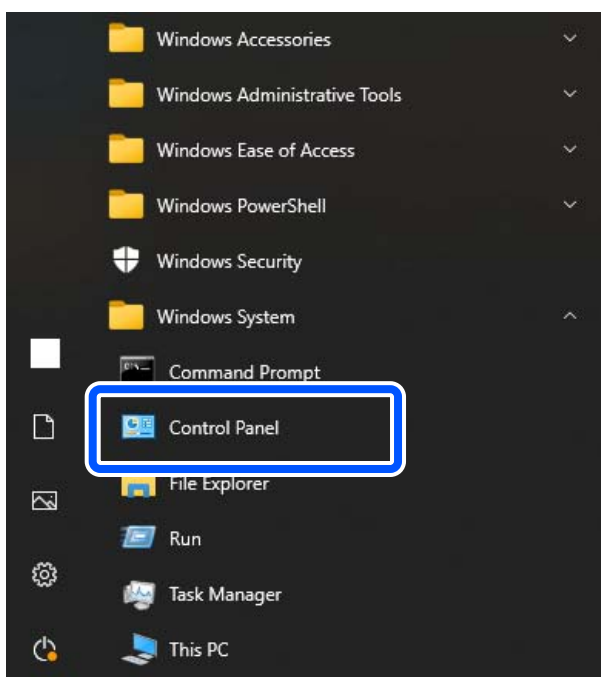 Windows Accessories
Windows Administrative Tools
Windows Ease of Access
Windows PowerShell
Windows Security
Windows System
Command Prompt
Control Panel
File Explorer
Run
Task Manager
This PC